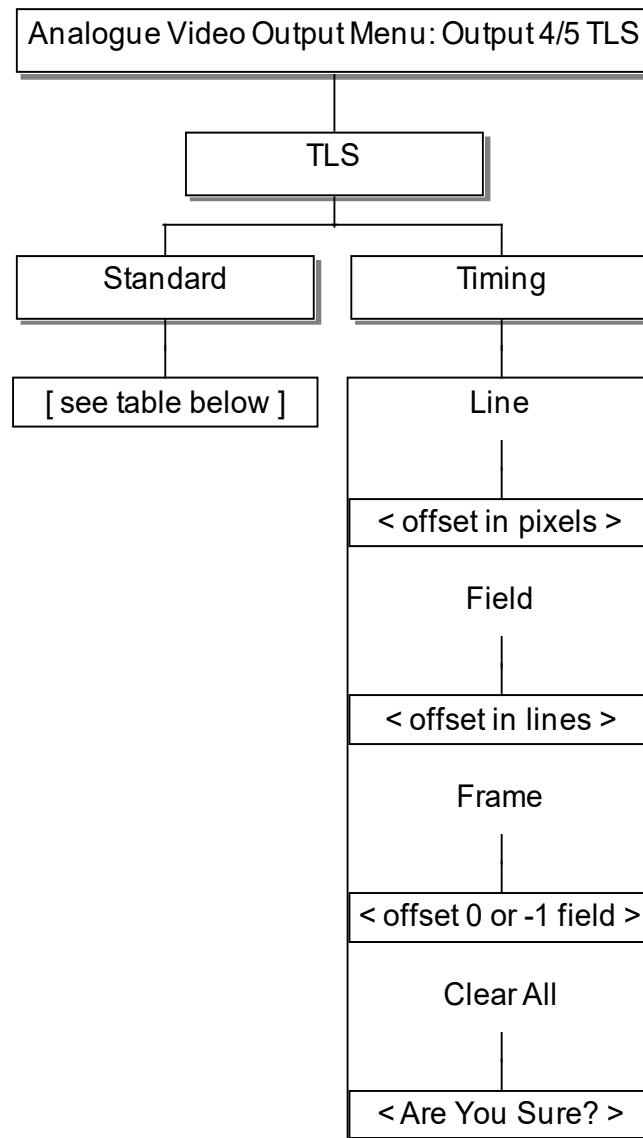 Analogue Video Output Menu: Output 4/5 TLS
TLS
Standard
Timing
[ see table below ]
Line
< offset in pixels >
Field
< offset in lines >
Frame
< offset 0 or -1 field >
Clear All
< Are You Sure? >